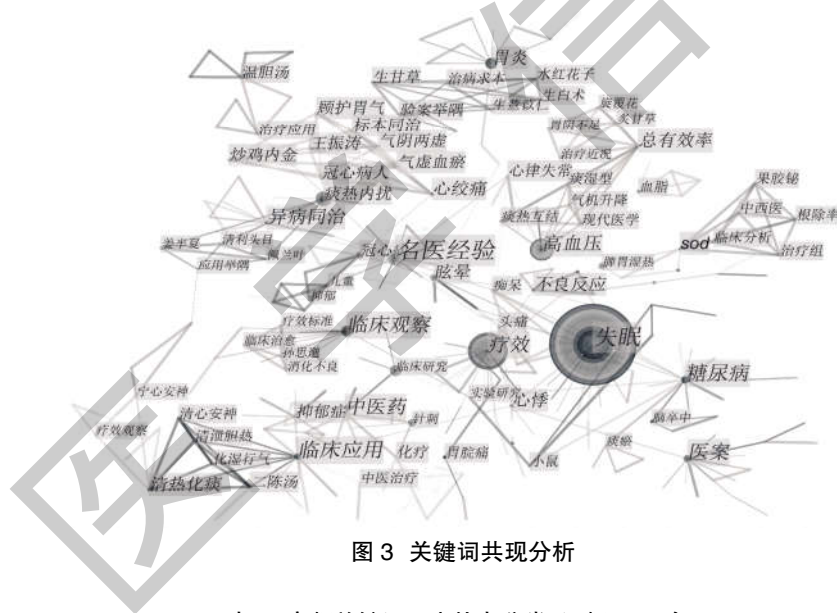 胃炎
温胆汤
生甘草
治病求本
水红花子
生薏苡仁
生白术
旋覆花
炙甘草
顾护胃气
验案举隅
胃阴不足
标本同治
治疗应用
王振涛
气阴两虚
总有效率
炒鸡内金
气虚血瘀
治疗近况
冠心病人
心律失常
痰湿型
血脂
果胶铋
痰热内扰
心绞痛
气机升降
中西医
异病同治
痰热互结
现代医学
根除率
姜半夏
清利头目
冠心
名医经验
高血压
sod
临床分析
治疗组
佩兰叶
应用举隅
眩晕
脾胃湿热
儿童
抑郁
痴呆
不良反应
疗效标准
临床观察
头痛
失眠
临床治愈
疗效
孙思邈
消化不良
临床研究
糖尿病
宁心安神
实验研究
心悸
清心安神
抑郁症
中医药
针刺
脑卒中
疗效观察
清泄胆热
痰瘀
化湿行气
临床应用
化疗
胃脘痛
小鼠
医案
清热化痰
二陈汤
中医治疗
图 3 关键词共现分析